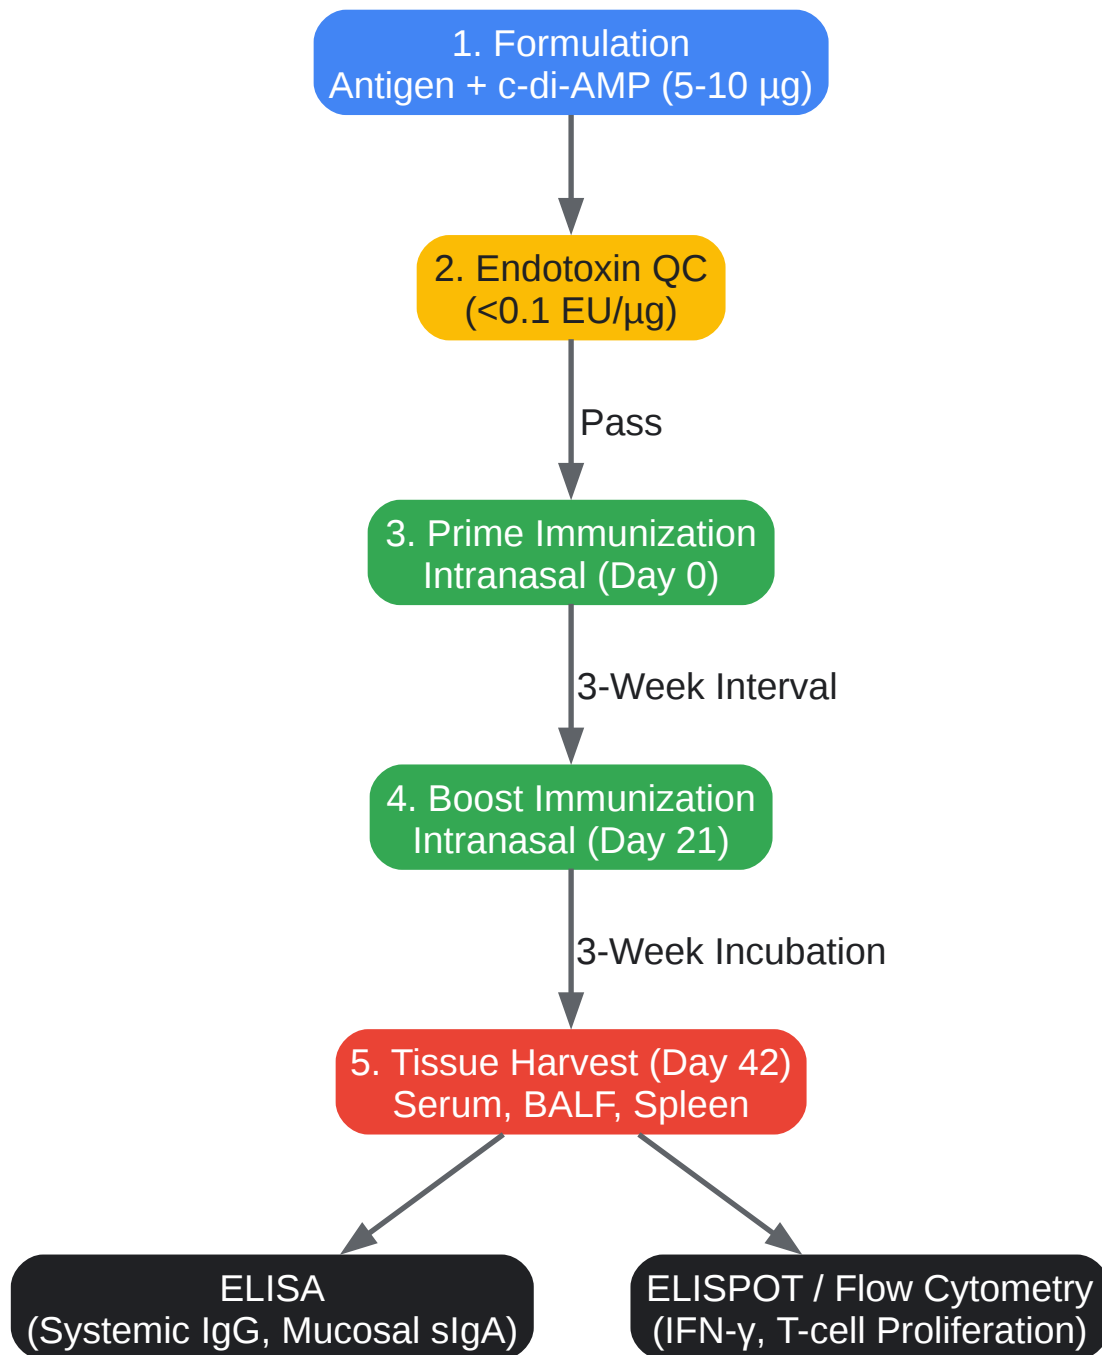 1. Formulation
Antigen + c-di-AMP (5-10 µg)
2. Endotoxin QC
(<0.1 EU/µg)
Pass
3. Prime Immunization
Intranasal (Day 0)
3-Week Interval
4. Boost Immunization
Intranasal (Day 21)
3-Week Incubation
5. Tissue Harvest (Day 42)
Serum, BALF, Spleen
ELISA
(Systemic IgG, Mucosal sIgA)
ELISPOT / Flow Cytometry
(IFN-γ, T-cell Proliferation)